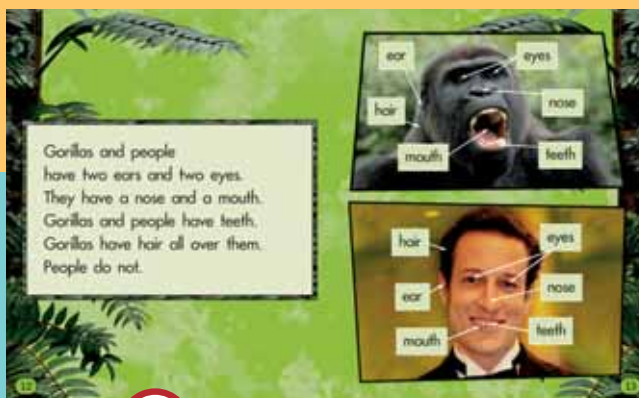 Gorillas and people
have two ears and two eyes.
They have a nose and a mouth.
Gorillas and people have teeth.
Gorillas have hair all over them.
People do not.
12
ear
eyes
hair
nose
mouth
teeth
hair
eyes
ear
nose
mouth
teeth
13